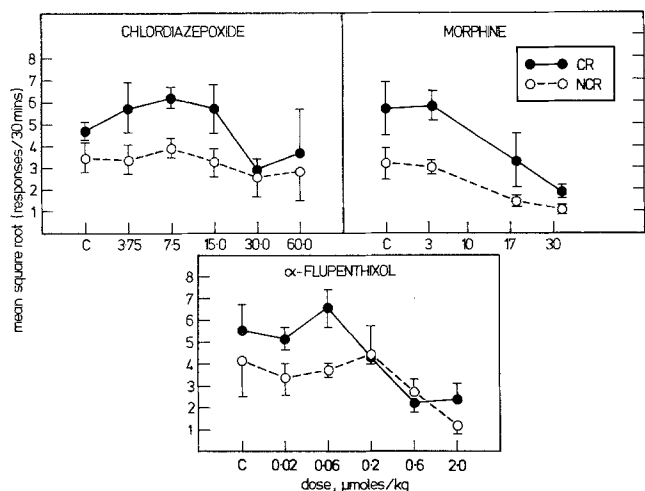 CHLORDIAZEPOXIDE
MORPHINE
CR
NCR
8
7
6
5
4
3
2
1
C 3·75 7·5 15·0 30·0 60·0
C 3 10 17 30
mean square root (responses/30mins)
α-FLUPENTHIXOL
8
7
6
5
4
3
2
1
C 0·02 0·06 0·2 0·6 2·0
dose, μmoles/kg